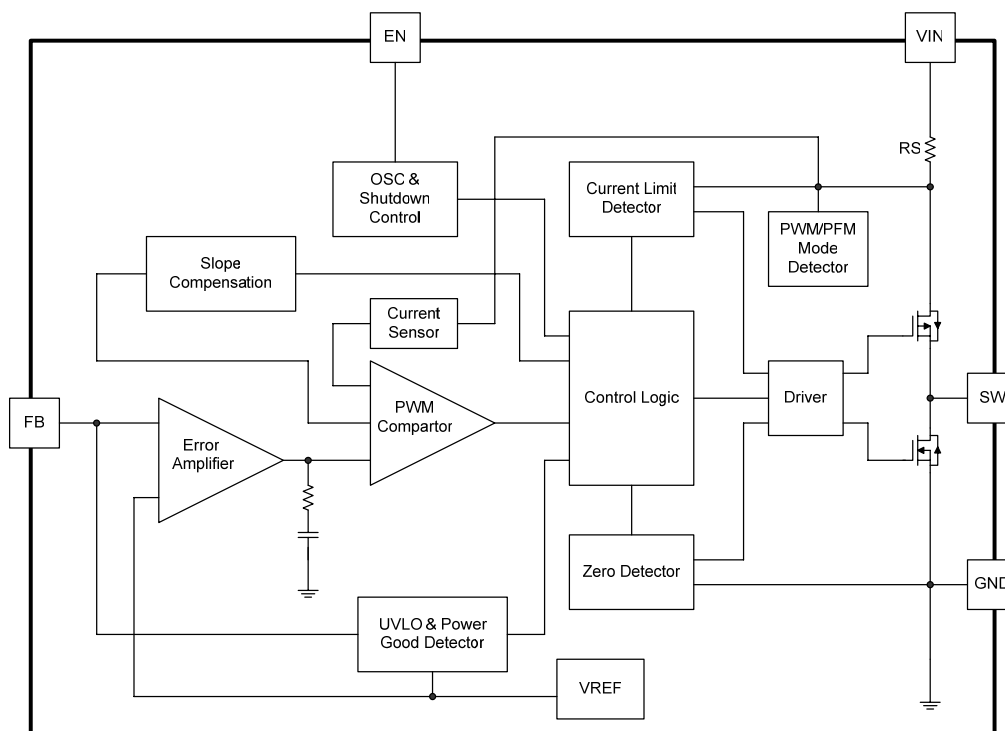 EN
VIN
RS
OSC &
Shutdown
Control
Current Limit
Detector
PWM/PFM
Mode
Detector
Slope
Compensation
Current
Sensor
PWM
Compartor
Control Logic
Driver
SW
FB
Error
Amplifier
Zero Detector
GND
UVLO & Power
Good Detector
VREF